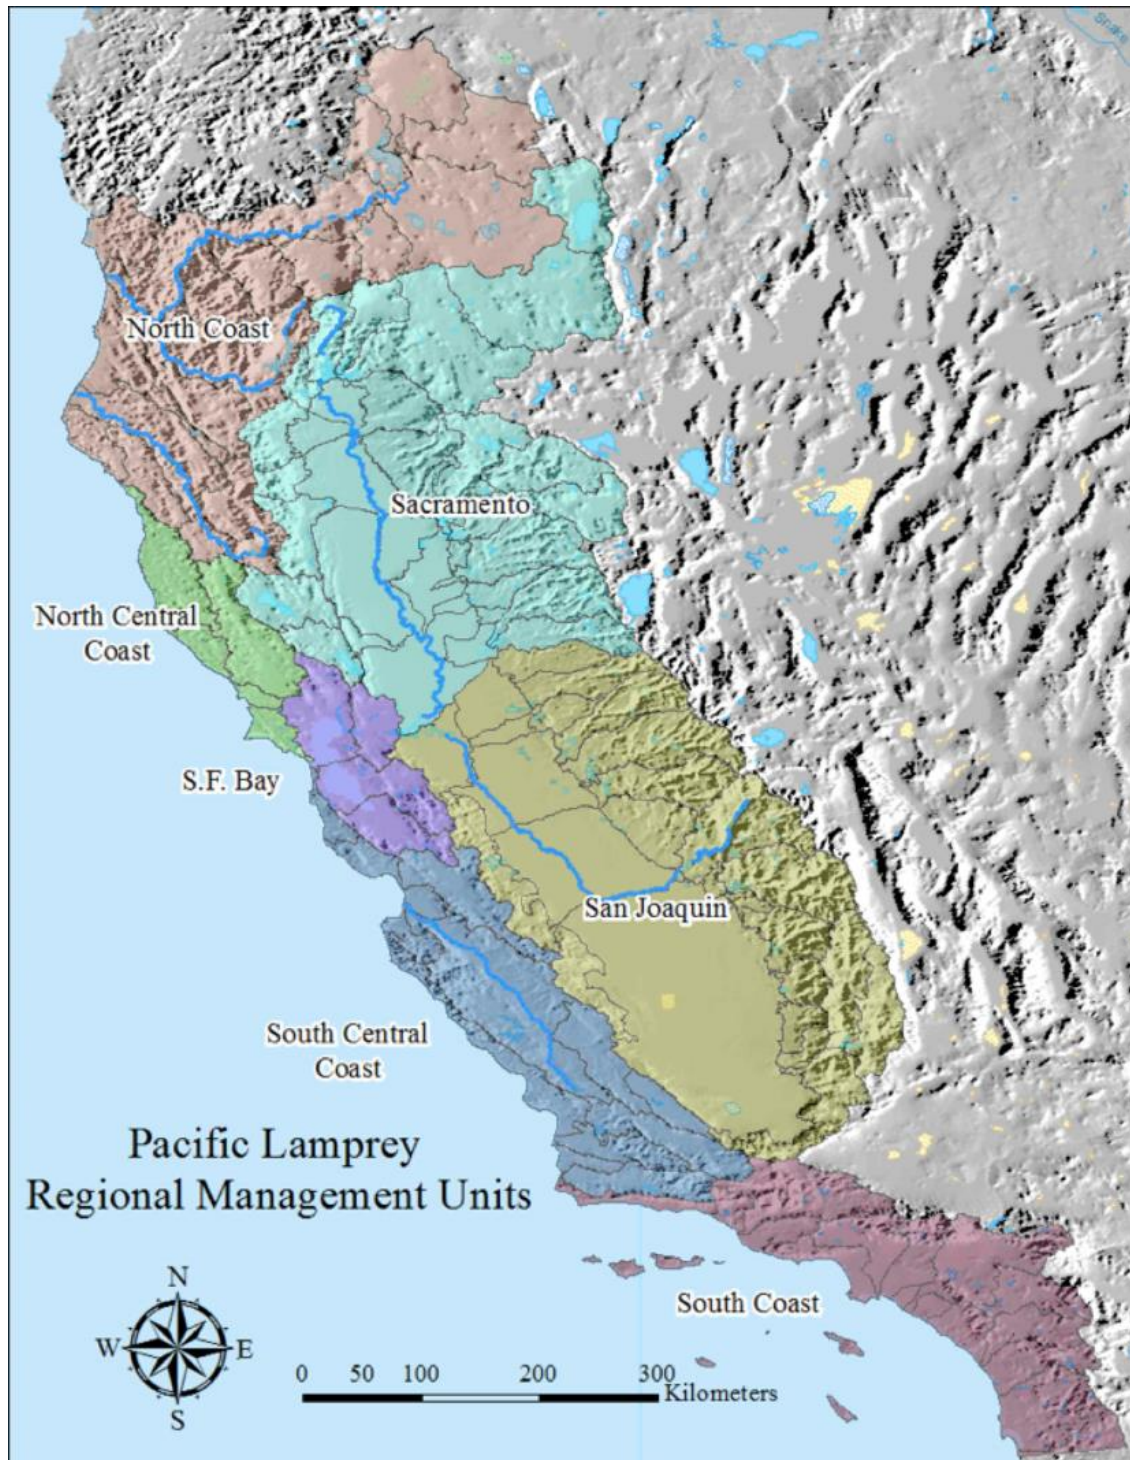 Snake
North Coast
Sacramento
North Central
Coast
S.F. Bay
San Joaquin
South Central
Coast
Pacific Lamprey
Regional Management Units
South Coast
N
W E
S
0 50 100 200 300
Kilometers